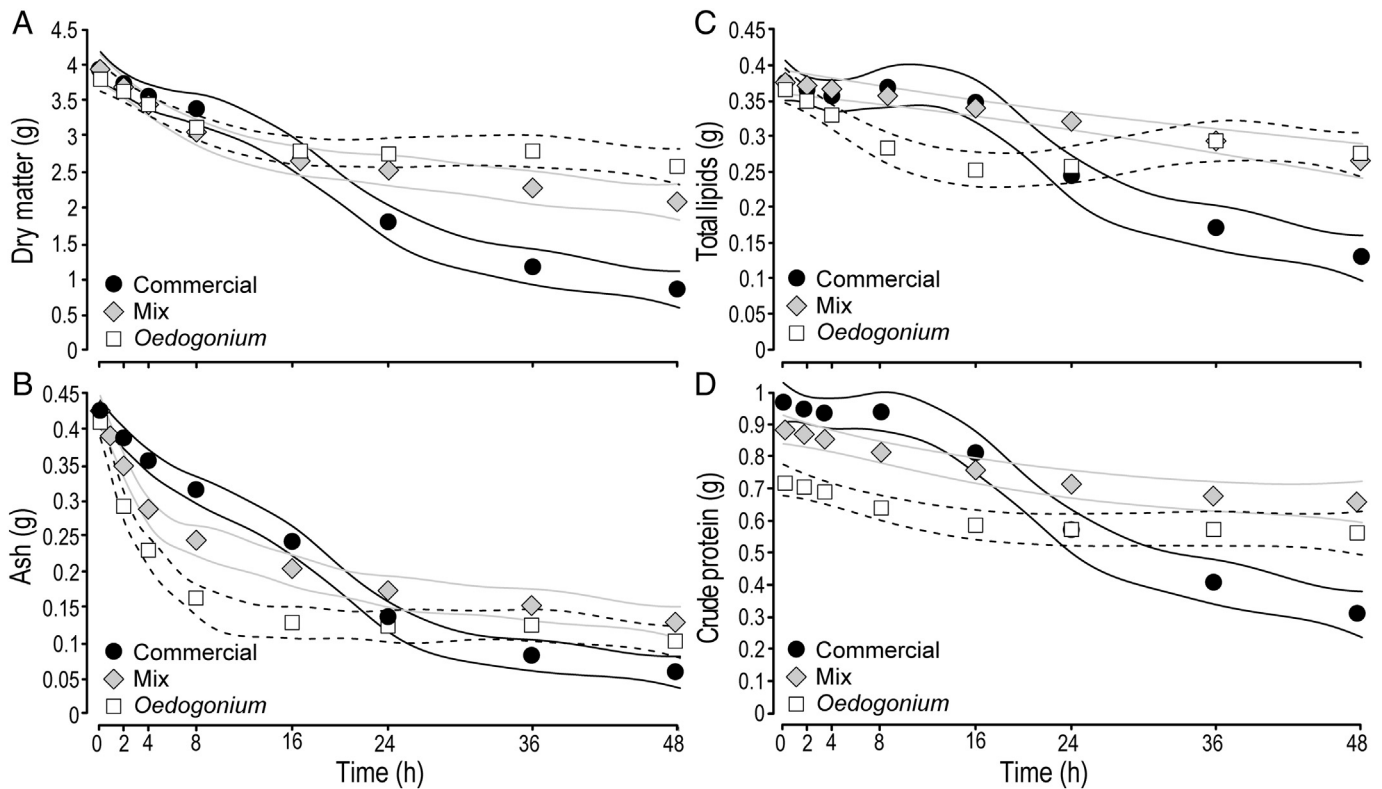 A
Dry matter (g)
4.5
4
3.5
3
2.5
2
1.5
1
0.5
0
Commercial
Mix
Oedogonium
B
Ash (g)
0.45
0.4
0.35
0.3
0.25
0.2
0.15
0.1
0.05
0
Commercial
Mix
Oedogonium
0 2 4 8 16 24 36 48
Time (h)
C
Total lipids (g)
0.45
0.4
0.35
0.3
0.25
0.2
0.15
0.1
0.05
0
Commercial
Mix
Oedogonium
D
Crude protein (g)
1
0.9
0.8
0.7
0.6
0.5
0.4
0.3
0.2
0.1
0
Commercial
Mix
Oedogonium
0 2 4 8 16 24 36 48
Time (h)